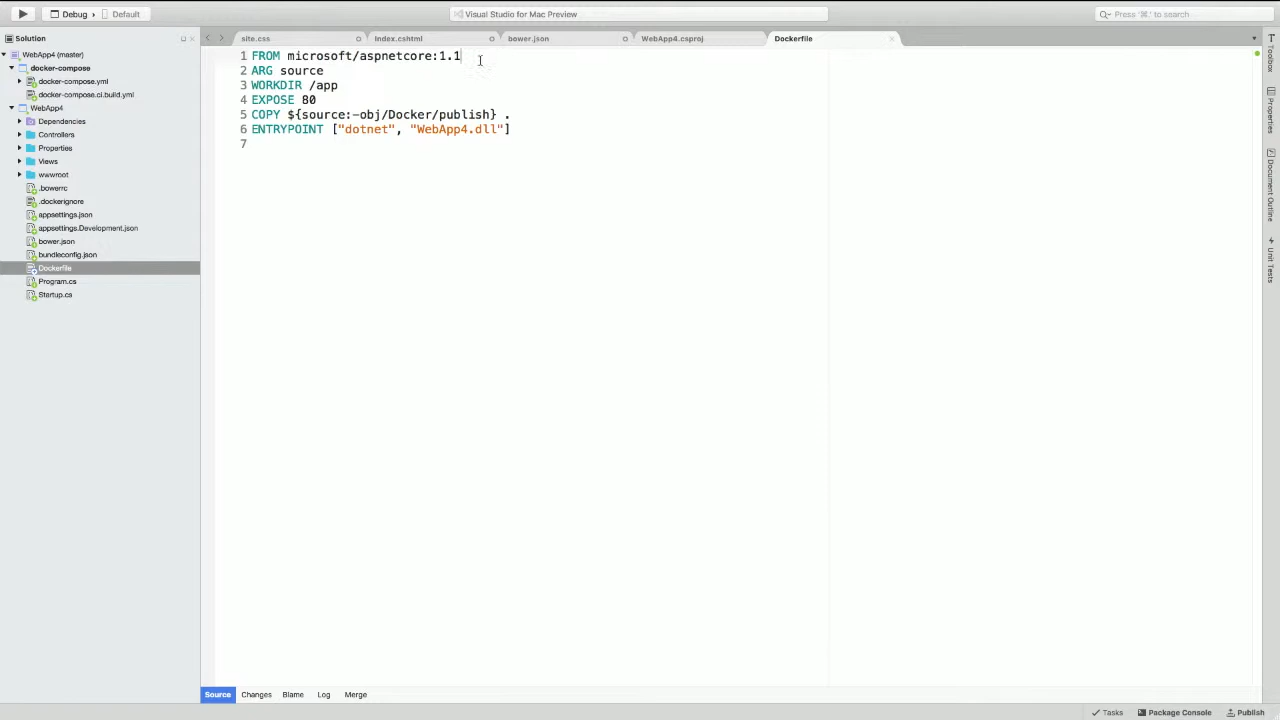 Debug › Default
Visual Studio for Mac Preview
Press '⌘.' to search
Solution
site.css
Index.cshtml
bower.json
WebApp4.csproj
Dockerfile
WebApp4 (master)
docker-compose
docker-compose.yml
docker-compose.ci.build.yml
WebApp4
Dependencies
Controllers
Properties
Views
wwwroot
.bowerrc
.dockerignore
appsettings.json
appsettings.Development.json
bower.json
bundleconfig.json
Dockerfile
Program.cs
Startup.cs
1 FROM microsoft/aspnetcore:1.1
2 ARG source
3 WORKDIR /app
4 EXPOSE 80
5 COPY ${source:-obj/Docker/publish} .
6 ENTRYPOINT ["dotnet", "WebApp4.dll"]
7
Toolbox
Properties
Document Outline
Unit Tests
Source Changes Blame Log Merge
Tasks Package Console Publish